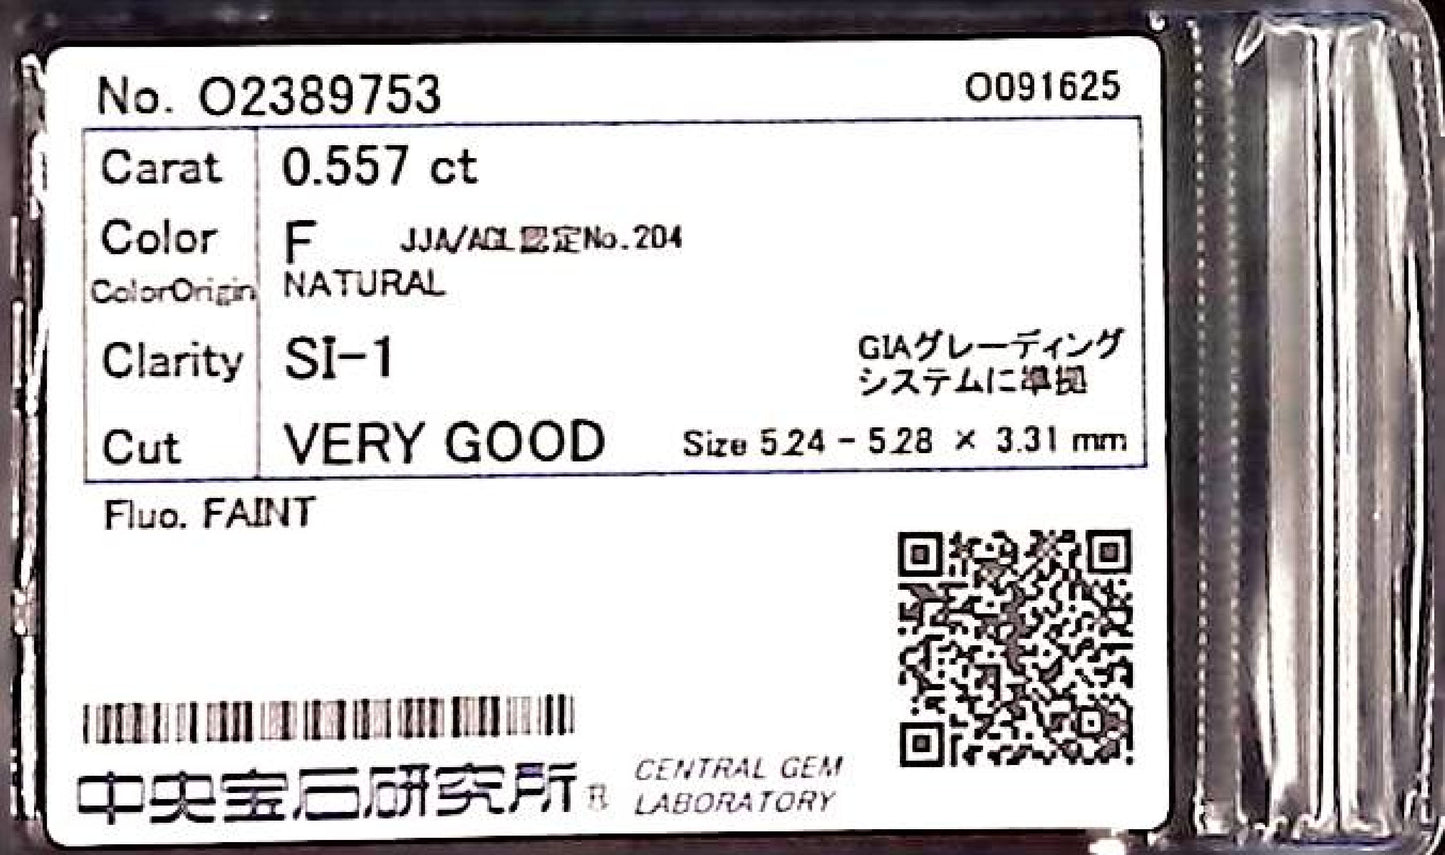 No. O2389753 O091625
Carat 0.557 ct
Color F JJA/AGL認定No.204
ColorOrigin NATURAL
Clarity SI-1 GIAグレーディング
システムに準拠
Cut VERY GOOD Size 5.24 - 5.28 × 3.31 mm
Fluo. FAINT
中央宝石研究所® CENTRAL GEM
LABORATORY